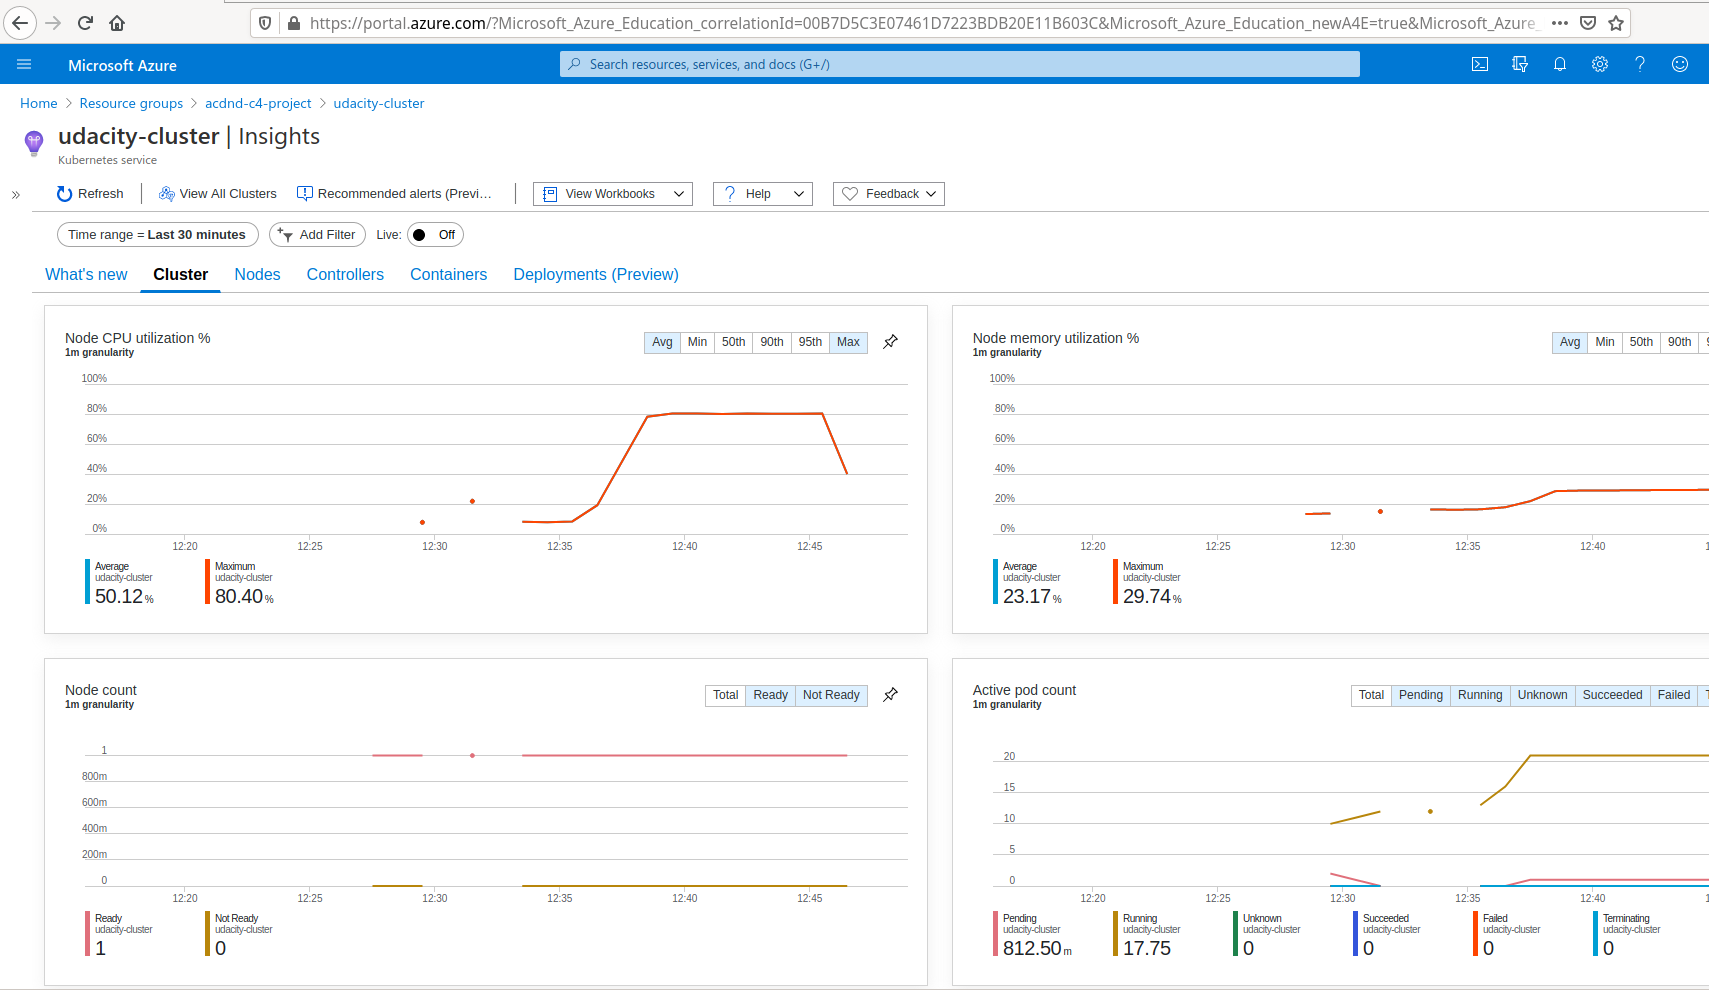 https://portal.azure.com/?Microsoft_Azure_Education_correlationId=00B7D5C3E07461D7223BDB20E11B603C&Microsoft_Azure_Education_newA4E=true&Microsoft_Azure_
Microsoft Azure
Search resources, services, and docs (G+/)
Home > Resource groups > acdnd-c4-project > udacity-cluster
udacity-cluster | Insights
Kubernetes service
Refresh View All Clusters Recommended alerts (Previ... View Workbooks Help Feedback
Time range = Last 30 minutes Add Filter Live: Off
What's new Cluster Nodes Controllers Containers Deployments (Preview)
Node CPU utilization %
1m granularity
Avg Min 50th 90th 95th Max
100%
80%
60%
40%
20%
0%
12:20 12:25 12:30 12:35 12:40 12:45
Average
udacity-cluster
50.12 %
Maximum
udacity-cluster
80.40 %
Node memory utilization %
1m granularity
Avg Min 50th 90th
100%
80%
60%
40%
20%
0%
12:20 12:25 12:30 12:35 12:40
Average
udacity-cluster
23.17 %
Maximum
udacity-cluster
29.74 %
Node count
1m granularity
Total Ready Not Ready
1
800m
600m
400m
200m
0
12:20 12:25 12:30 12:35 12:40 12:45
Ready
udacity-cluster
1
Not Ready
udacity-cluster
0
Active pod count
1m granularity
Total Pending Running Unknown Succeeded Failed
20
15
10
5
0
12:20 12:25 12:30 12:35 12:40
Pending
udacity-cluster
812.50 m
Running
udacity-cluster
17.75
Unknown
udacity-cluster
0
Succeeded
udacity-cluster
0
Failed
udacity-cluster
0
Terminating
udacity-cluster
0